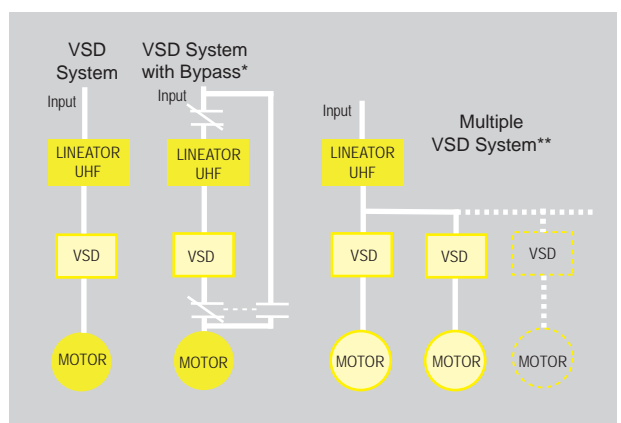 VSD
System
Input
LINEATOR
UHF
VSD
MOTOR
VSD System
with Bypass*
Input
LINEATOR
UHF
VSD
MOTOR
Multiple
VSD System**
Input
LINEATOR
UHF
VSD
VSD
VSD
MOTOR
MOTOR
MOTOR